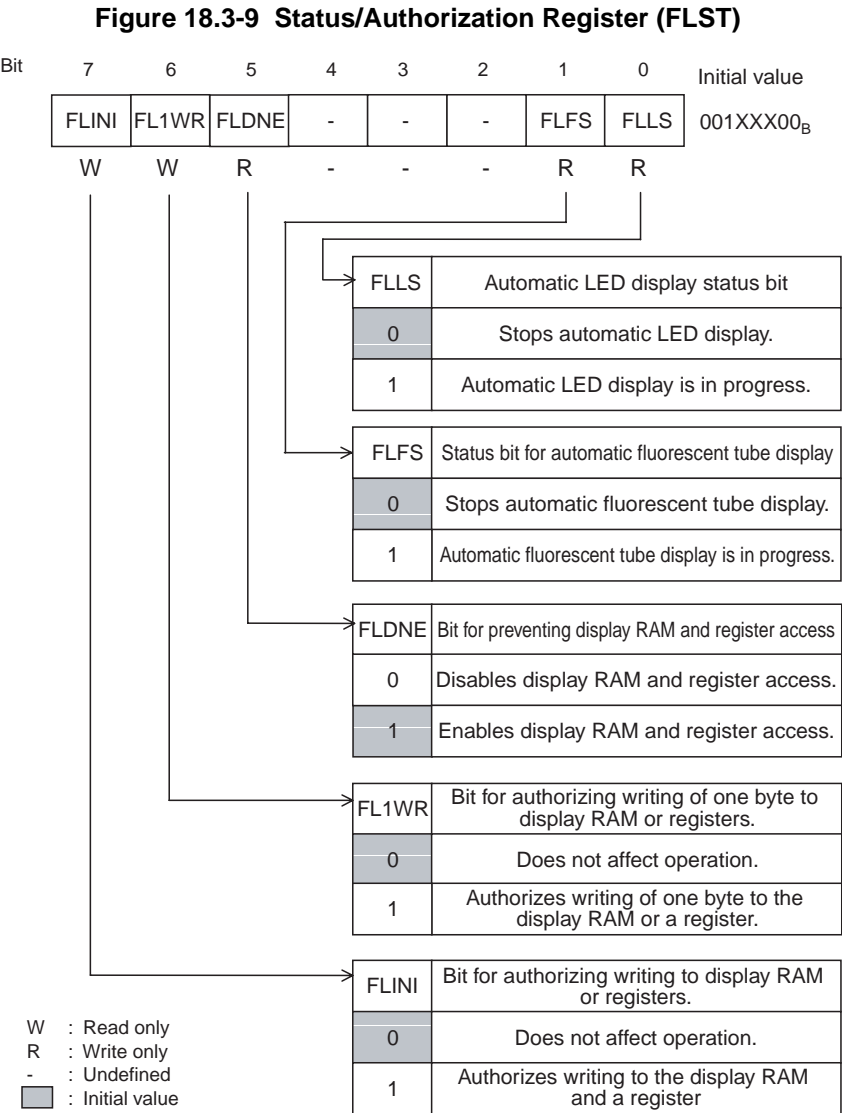 Figure 18.3-9 Status/Authorization Register (FLST)
Bit 7 6 5 4 3 2 1 0 Initial value
FLINI FL1WR FLDNE - - - FLFS FLLS 001XXX00B
W W R - - - R R
FLLS Automatic LED display status bit
0 Stops automatic LED display.
1 Automatic LED display is in progress.
FLFS Status bit for automatic fluorescent tube display
0 Stops automatic fluorescent tube display.
1 Automatic fluorescent tube display is in progress.
FLDNE Bit for preventing display RAM and register access
0 Disables display RAM and register access.
1 Enables display RAM and register access.
FL1WR Bit for authorizing writing of one byte to
display RAM or registers.
0 Does not affect operation.
1 Authorizes writing of one byte to the
display RAM or a register.
FLINI Bit for authorizing writing to display RAM
or registers.
0 Does not affect operation.
1 Authorizes writing to the display RAM
and a register
W : Read only
R : Write only
- : Undefined
: Initial value